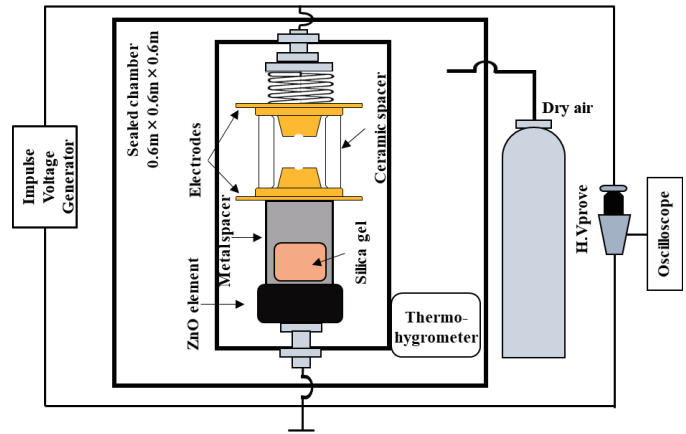 Sealed chamber
0.6m×0.6m×0.6m
Impulse
Voltage
Generator
Electrodes
Ceramic spacer
Metal spacer
Silica gel
ZnO element
Thermo-
hygrometer
Dry air
H.Vprove
Oscilloscope